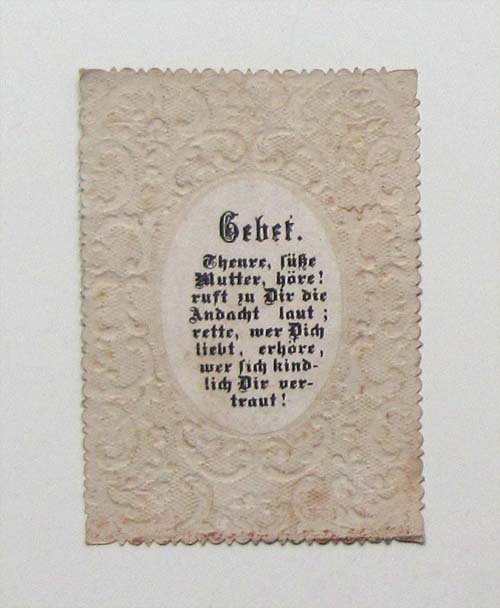 Gebet.
Theure, süße
Mutter, höre!
ruft zu Dir die
Andacht laut;
rette, wer Dich
liebt, erhöre,
wer sich kind-
lich Dir ver-
traut!